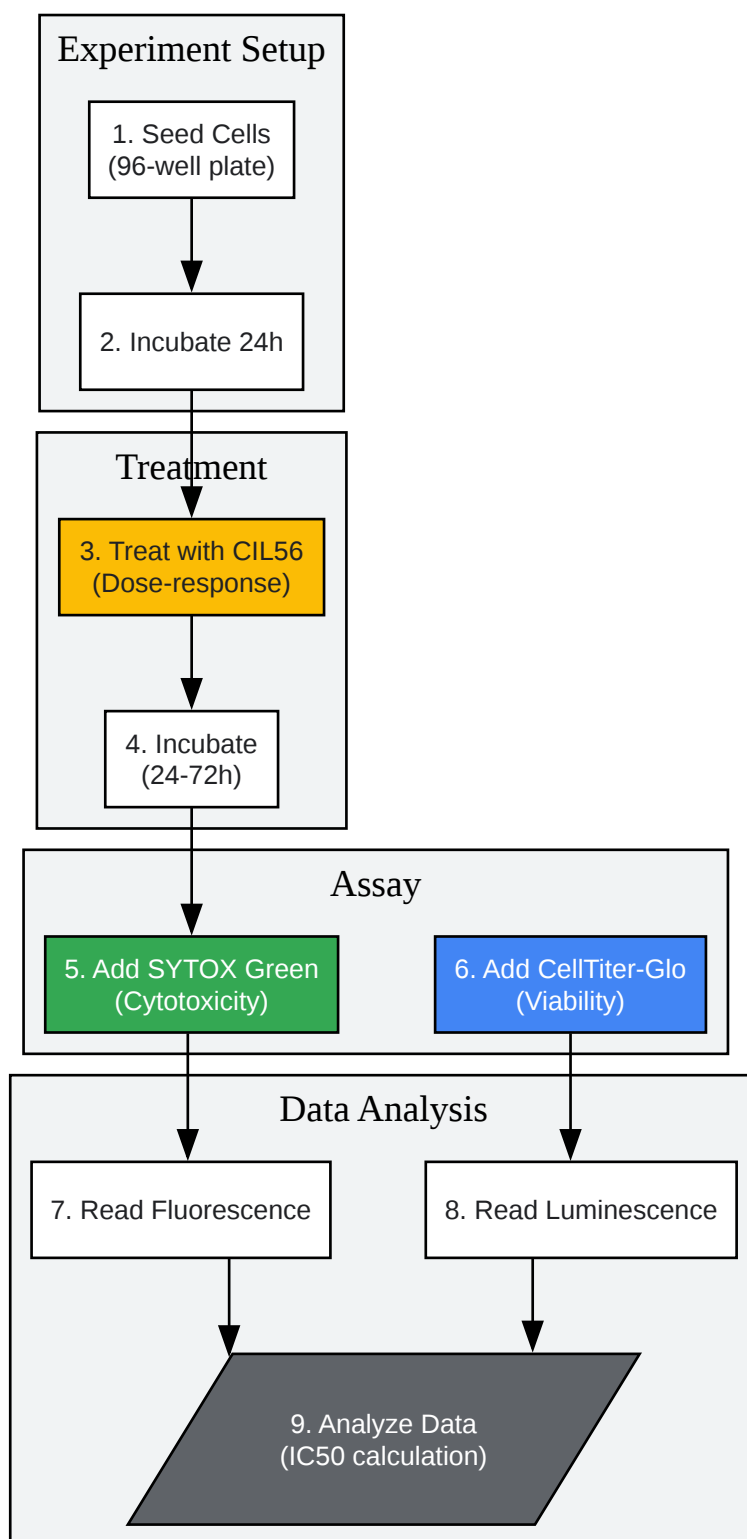 Experiment Setup
1. Seed Cells
(96-well plate)
2. Incubate 24h
Treatment
3. Treat with CIL56
(Dose-response)
4. Incubate
(24-72h)
Assay
5. Add SYTOX Green
(Cytotoxicity)
6. Add CellTiter-Glo
(Viability)
Data Analysis
7. Read Fluorescence
8. Read Luminescence
9. Analyze Data
(IC50 calculation)